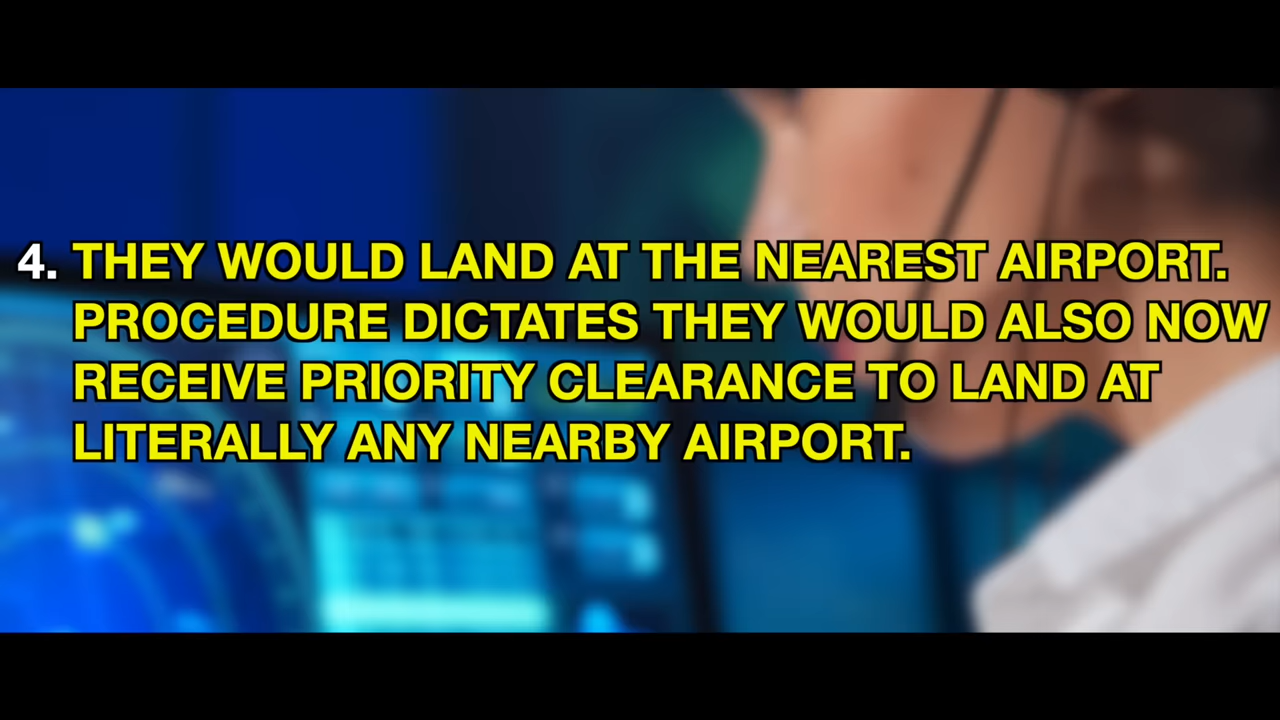 4. THEY WOULD LAND AT THE NEAREST AIRPORT.
PROCEDURE DICTATES THEY WOULD ALSO NOW
RECEIVE PRIORITY CLEARANCE TO LAND AT
LITERALLY ANY NEARBY AIRPORT.